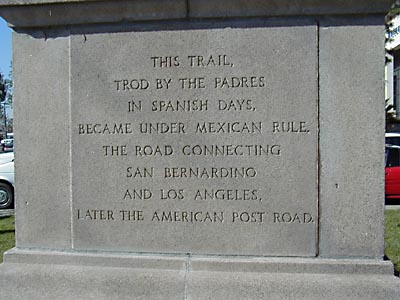 THIS TRAIL,
TROD BY THE PADRES
IN SPANISH DAYS,
BECAME UNDER MEXICAN RULE,
THE ROAD CONNECTING
SAN BERNARDINO
AND LOS ANGELES,
LATER THE AMERICAN POST ROAD.